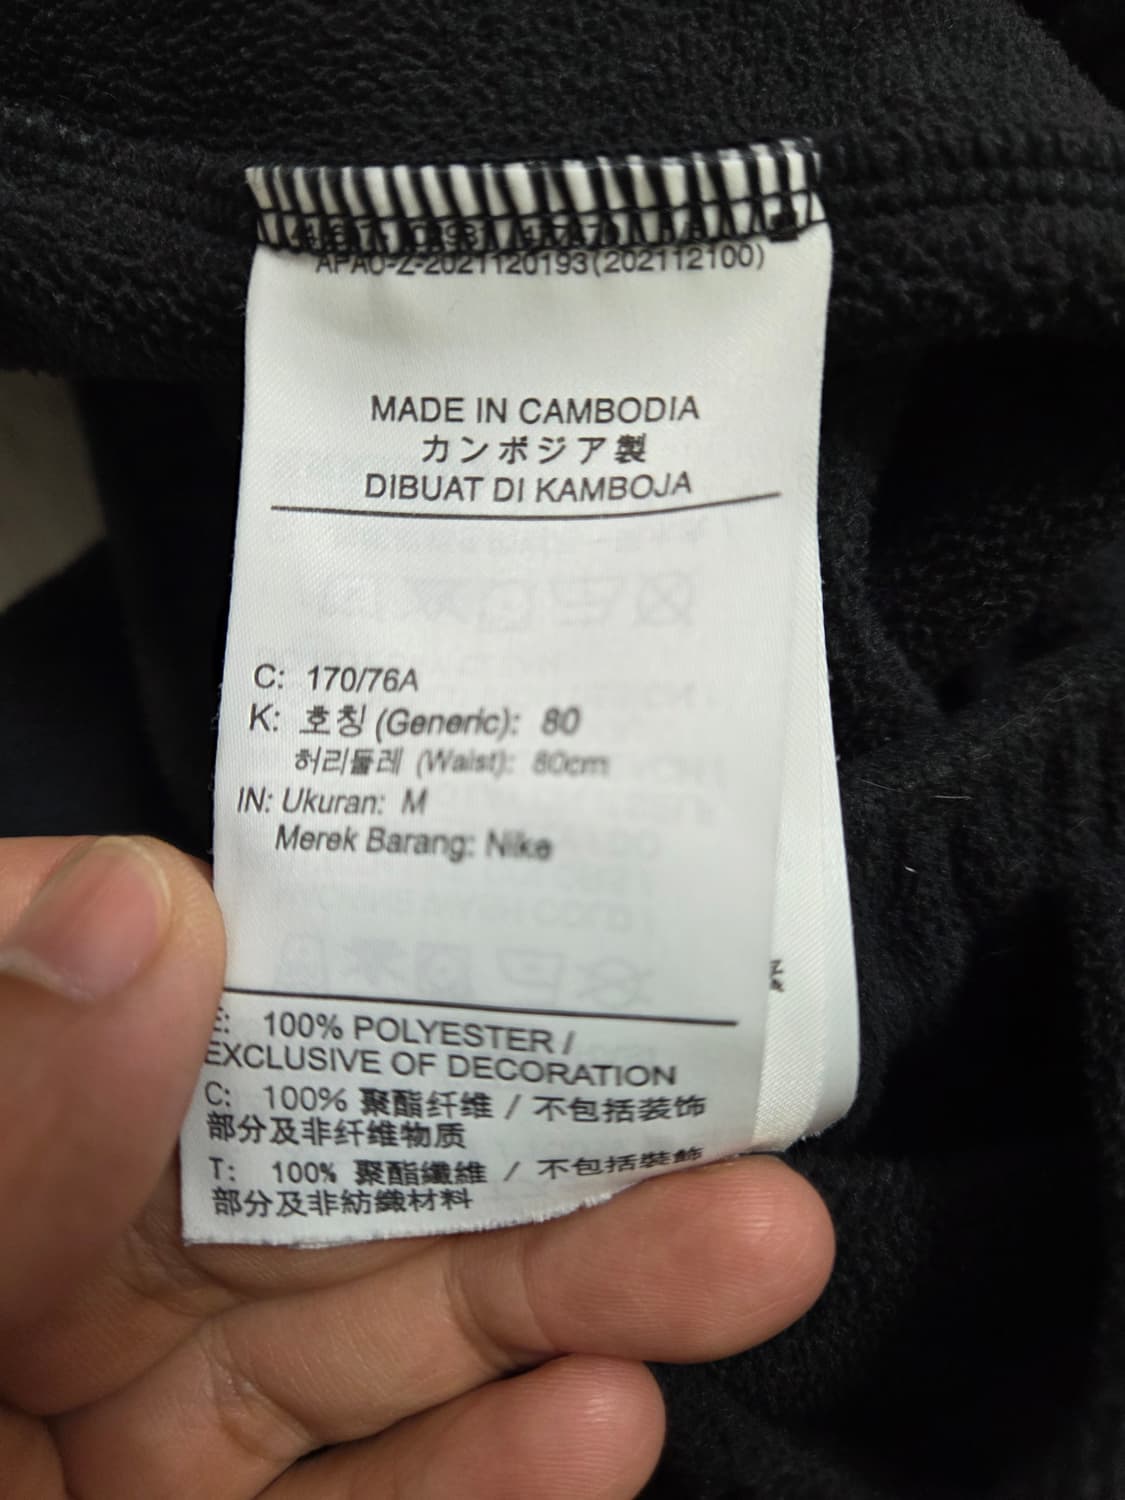 APAO-Z-2021120193(202112100)
MADE IN CAMBODIA
カンボジア製
DIBUAT DI KAMBOJA
C: 170/76A
K: 호칭 (Generic): 80
허리둘레 (Waist): 80cm
IN: Ukuran: M
Merek Barang: Nike
E: 100% POLYESTER /
EXCLUSIVE OF DECORATION
C: 100% 聚酯纤维 / 不包括装饰
部分及非纤维物质
T: 100% 聚酯纖維 / 不包括裝飾
部分及非紡織材料